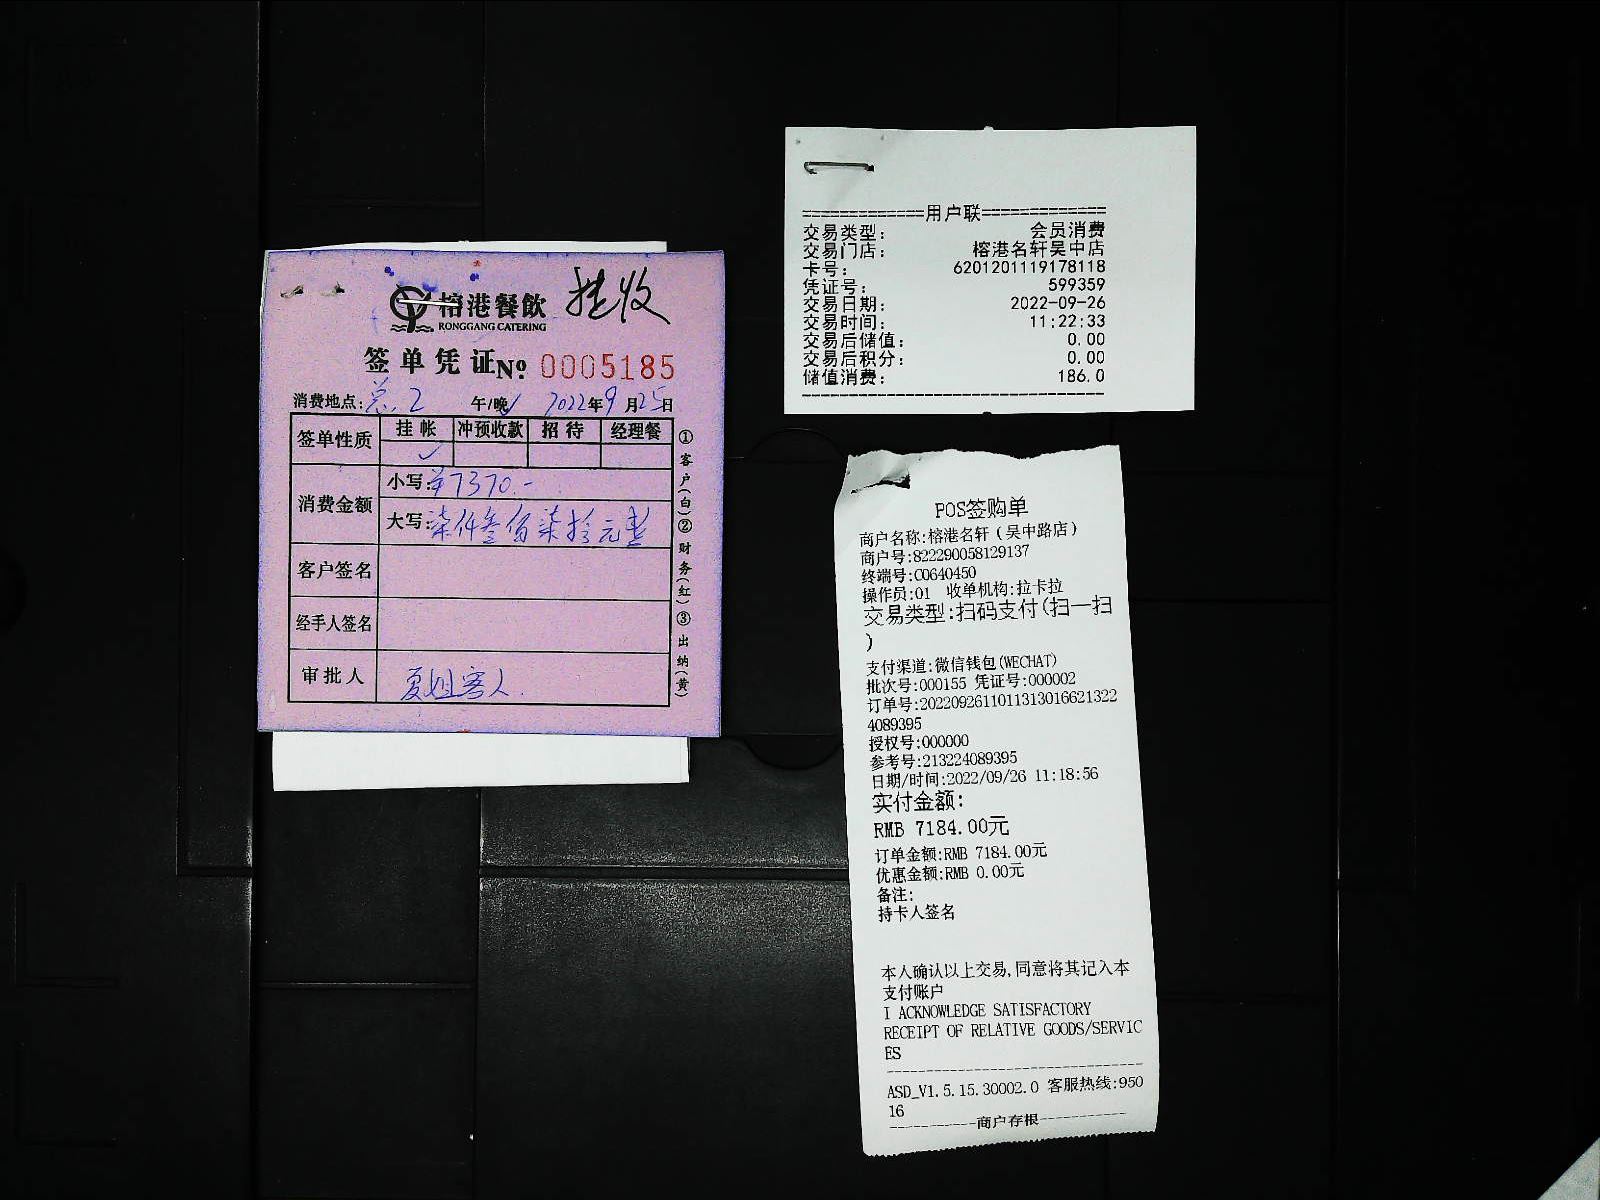 挂收
榕港餐飲
RONGGANG CATERING
签单凭证 No: 0005185
消费地点:总.2 午/晚✓ 2022年9月25日
签单性质 挂帐 冲预收款 招待 经理餐
✓
消费金额 小写:¥7370.-
大写:柒仟叁佰柒拾元整
客户签名
经手人签名
审批人 夏姐客人.
①客户(白)②财务(红)③出纳(黄)
============用户联============
交易类型: 会员消费
交易门店: 榕港名轩吴中店
卡号: 6201201119178118
凭证号: 599359
交易日期: 2022-09-26
交易时间: 11:22:33
交易后储值: 0.00
交易后积分: 0.00
储值消费: 186.0
POS签购单
商户名称:榕港名轩(吴中路店)
商户号:822290058129137
终端号:C0640450
操作员:01 收单机构:拉卡拉
交易类型:扫码支付(扫一扫
)
支付渠道:微信钱包(WECHAT)
批次号:000155 凭证号:000002
订单号:20220926110113130166213​22
4089395
授权号:000000
参考号:213224089395
日期/时间:2022/09/26 11:18:56
实付金额:
RMB 7184.00元
订单金额:RMB 7184.00元
优惠金额:RMB 0.00元
备注:
持卡人签名
本人确认以上交易,同意将其记入本
支付账户
I ACKNOWLEDGE SATISFACTORY
RECEIPT OF RELATIVE GOODS/SERVIC
ES
ASD_V1.5.15.30002.0 客服热线:950
16
-----------商户存根-----------